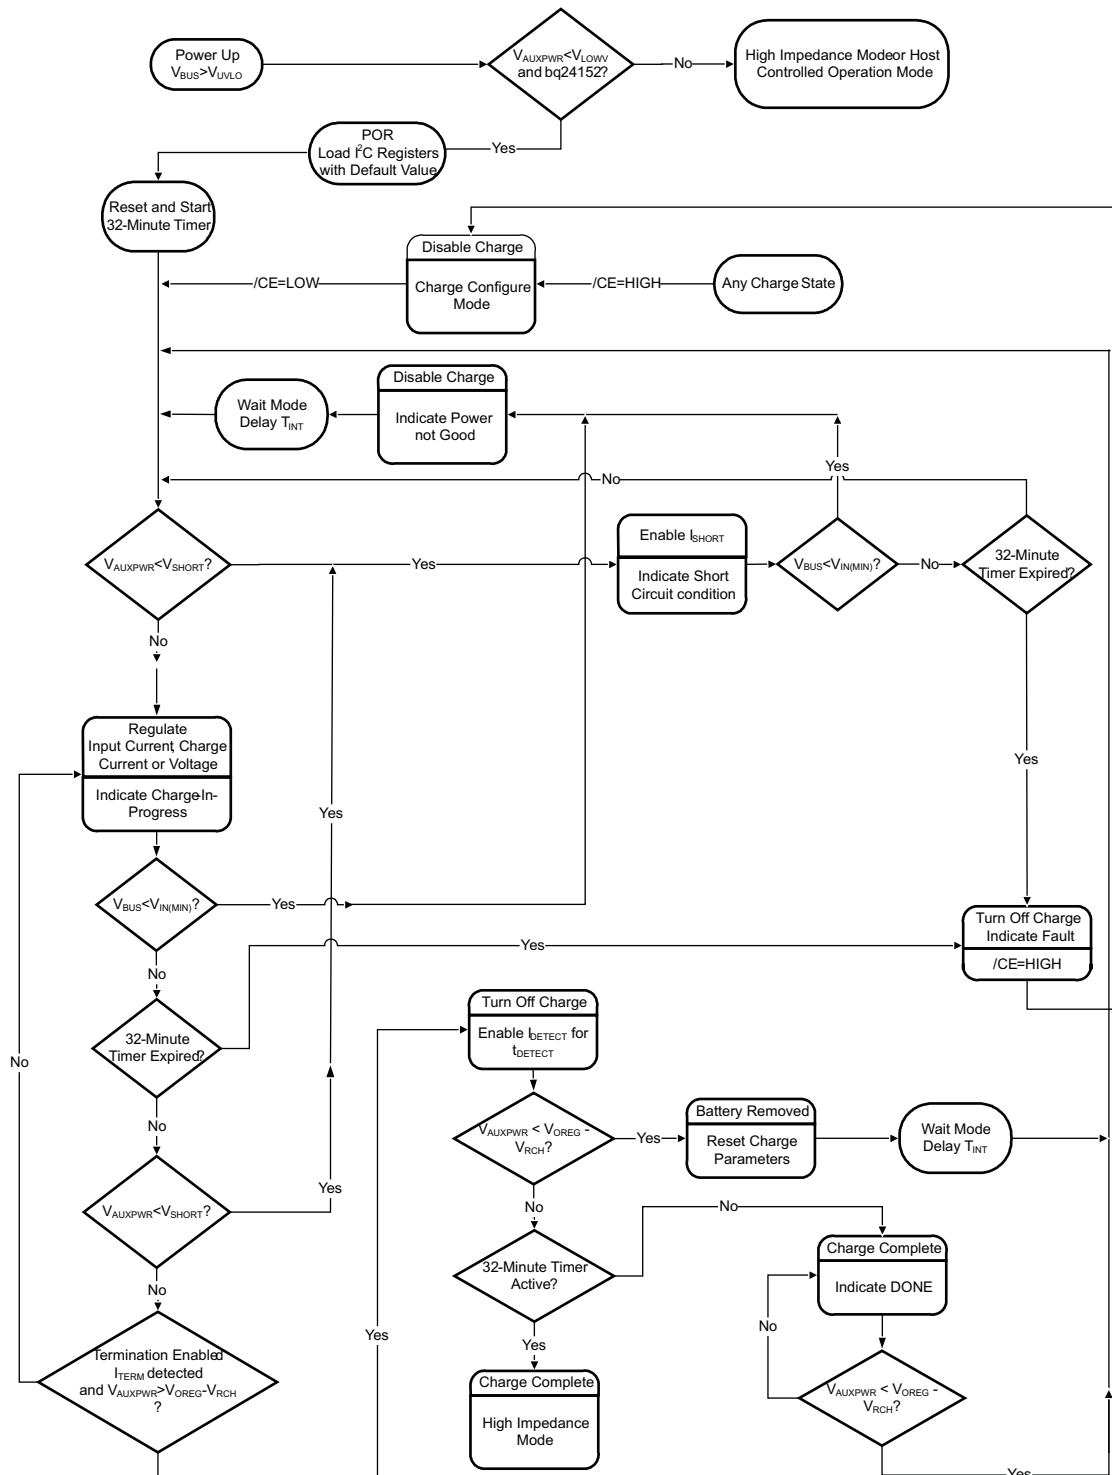 Power Up
VBUS>VUVLO
VAUXPWR<VLOWV
and bq24152?
No
High Impedance Modeor Host
Controlled Operation Mode
Yes
POR
Load I2C Registers
with Default Value
Reset and Start
32-Minute Timer
Disable Charge
Charge Configure
Mode
/CE=LOW
/CE=HIGH
Any Charge State
Disable Charge
Indicate Power
not Good
Wait Mode
Delay TINT
Yes
No
VAUXPWR<VSHORT?
Yes
Enable ISHORT
Indicate Short
Circuit condition
VBUS<VIN(MIN)?
No
32-Minute
Timer Expired?
No
Regulate
Input Current, Charge
Current or Voltage
Indicate Charge-In-
Progress
Yes
Yes
VBUS<VIN(MIN)?
Yes
Turn Off Charge
Indicate Fault
/CE=HIGH
Yes
No
32-Minute
Timer Expired?
No
Turn Off Charge
Enable IDETECT for
tDETECT
No
VAUXPWR < VOREG -
VRCH?
Yes
Battery Removed
Reset Charge
Parameters
Wait Mode
Delay TINT
Yes
VAUXPWR<VSHORT?
No
No
32-Minute Timer
Active?
No
Charge Complete
Indicate DONE
No
Yes
Termination Enabled
ITERM detected
and VAUXPWR>VOREG-VRCH
?
Yes
Charge Complete
High Impedance
Mode
No
VAUXPWR < VOREG -
VRCH?
Yes